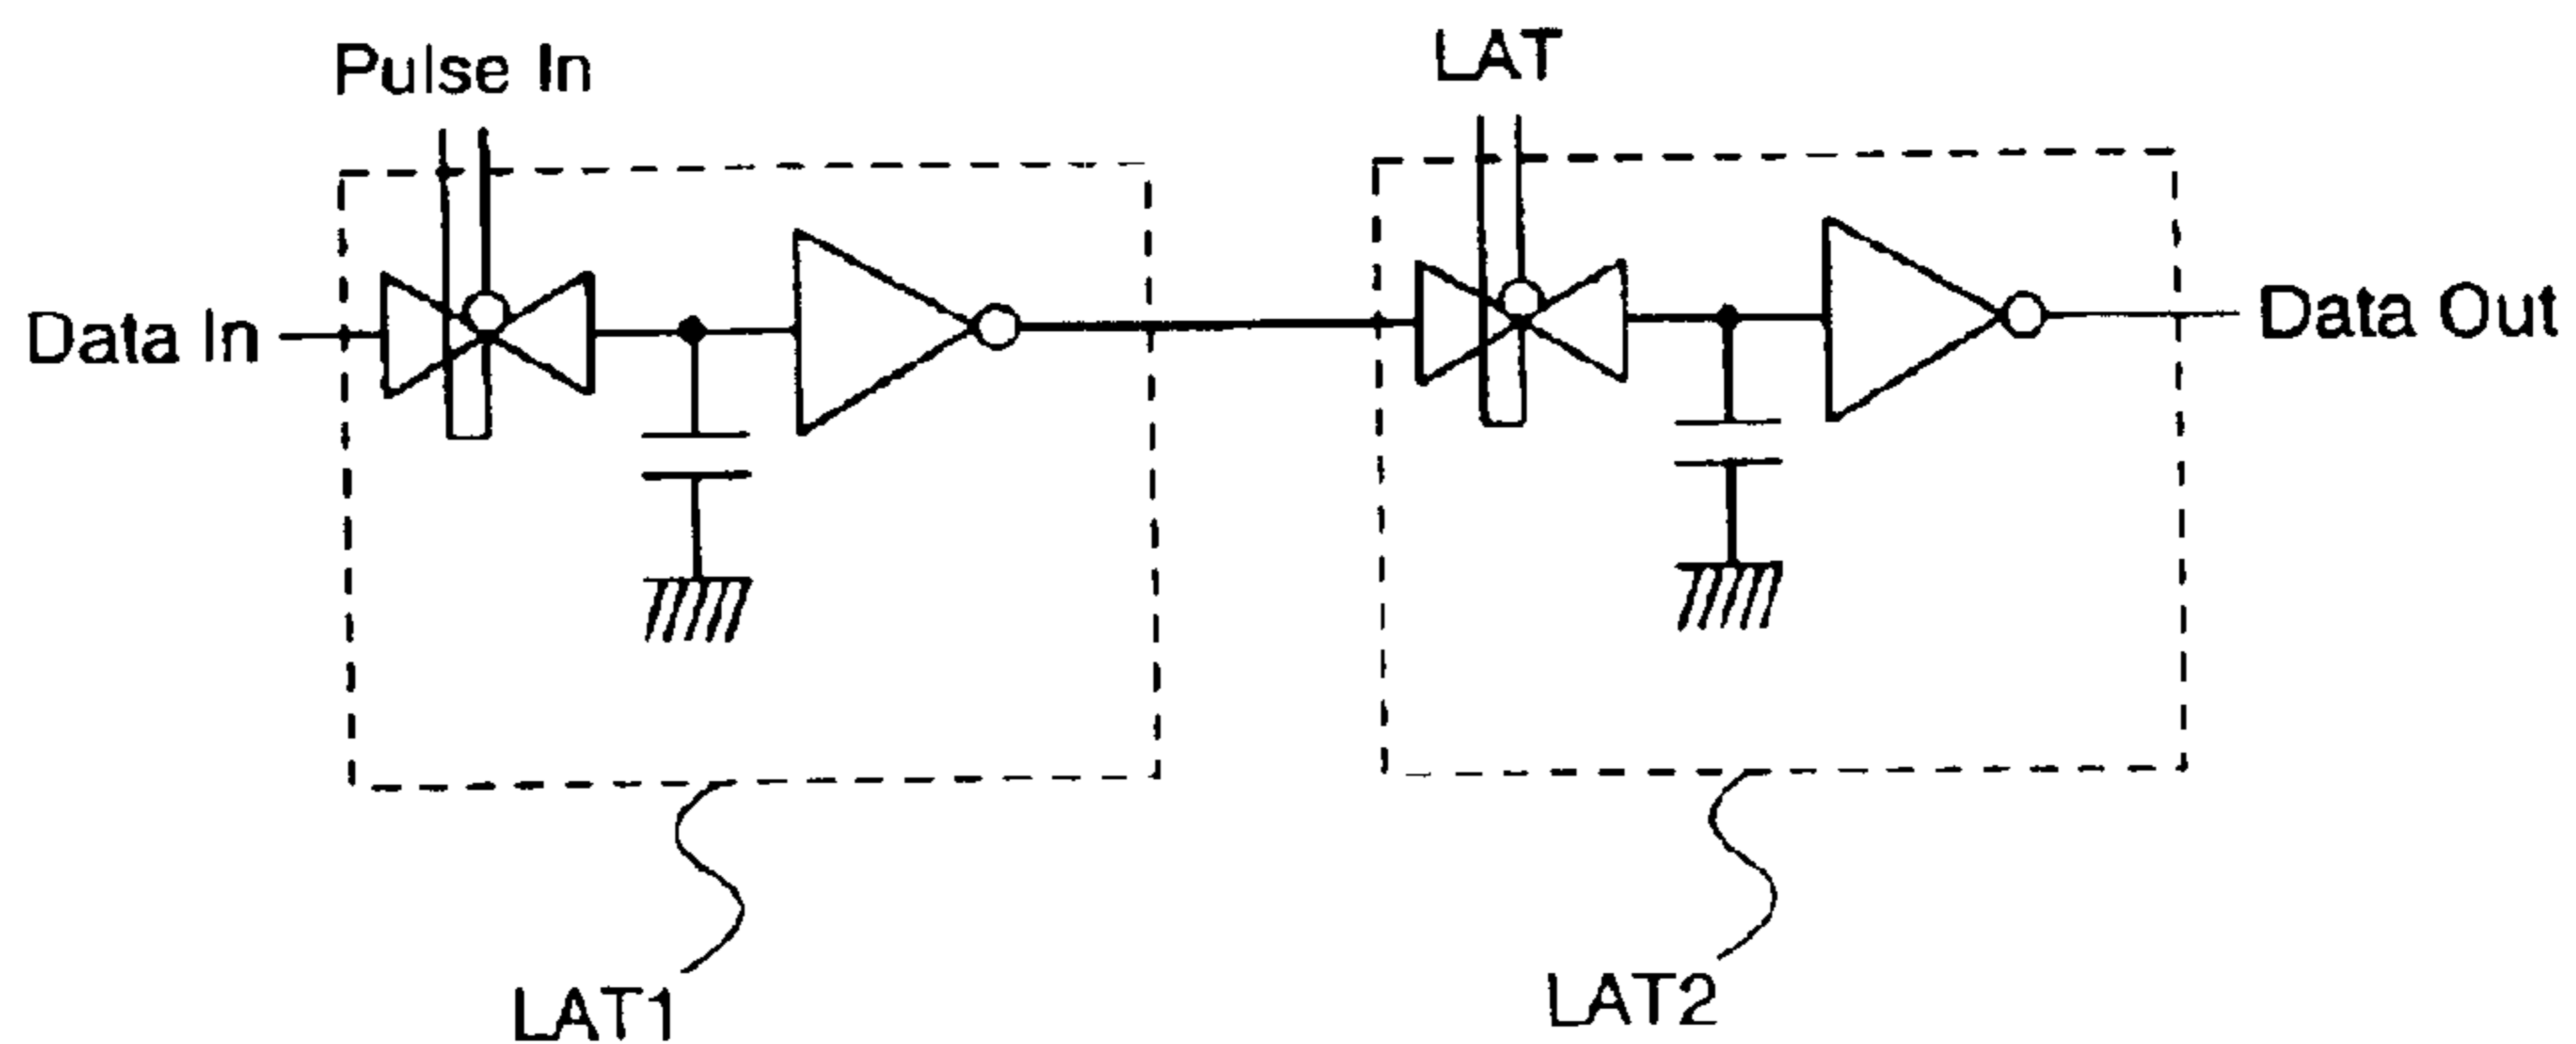 Pulse In
LAT
Data In
Data Out
LAT1
LAT2